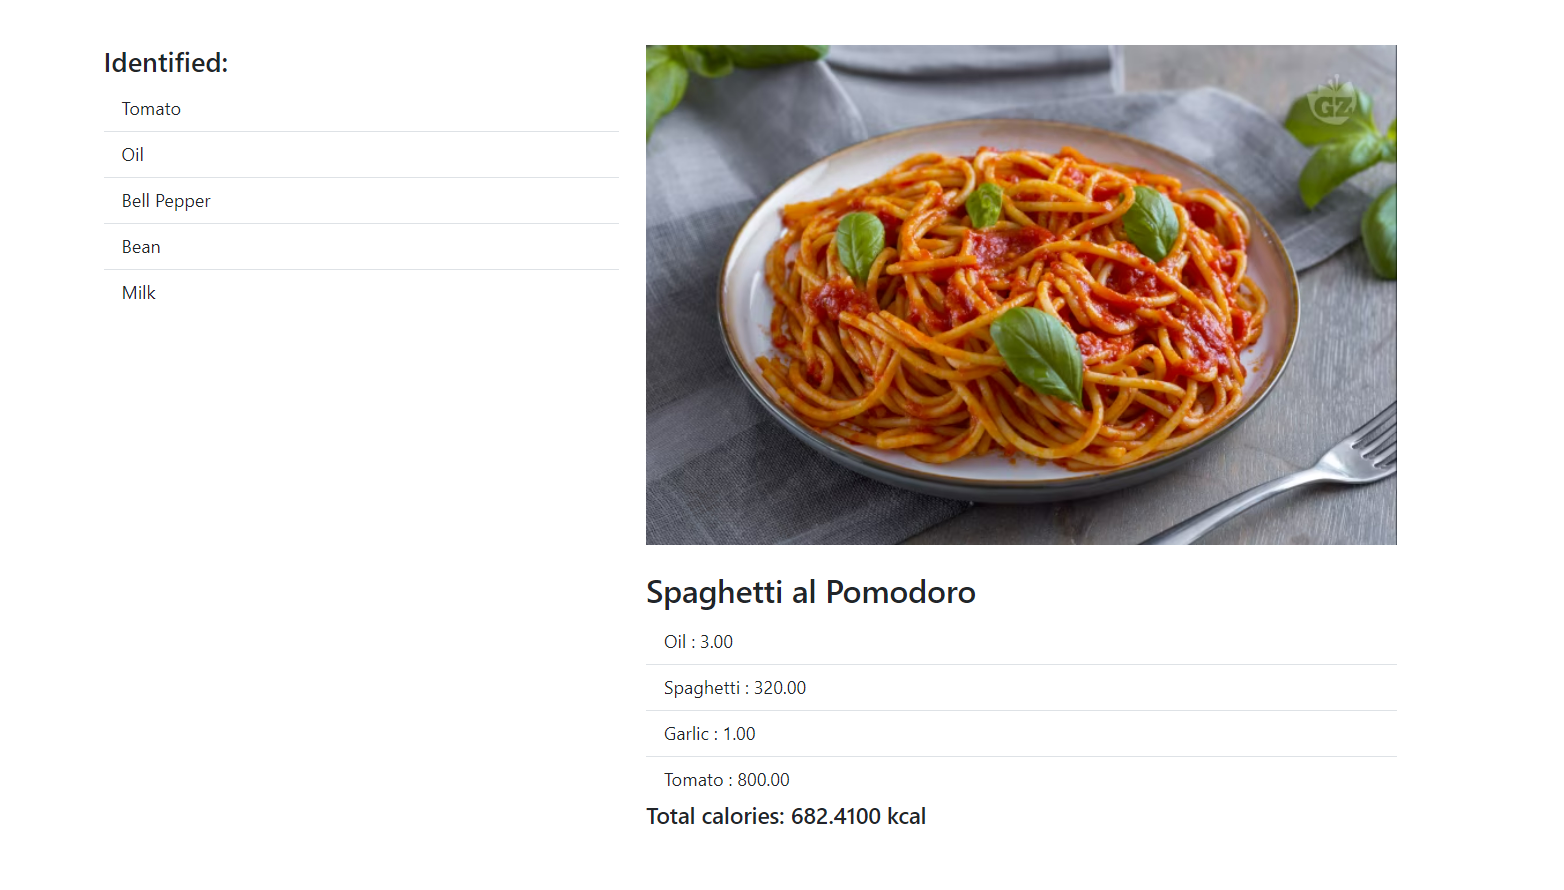 Identified:
Tomato
Oil
Bell Pepper
Bean
Milk
GZ
Spaghetti al Pomodoro
Oil : 3.00
Spaghetti : 320.00
Garlic : 1.00
Tomato : 800.00
Total calories: 682.4100 kcal